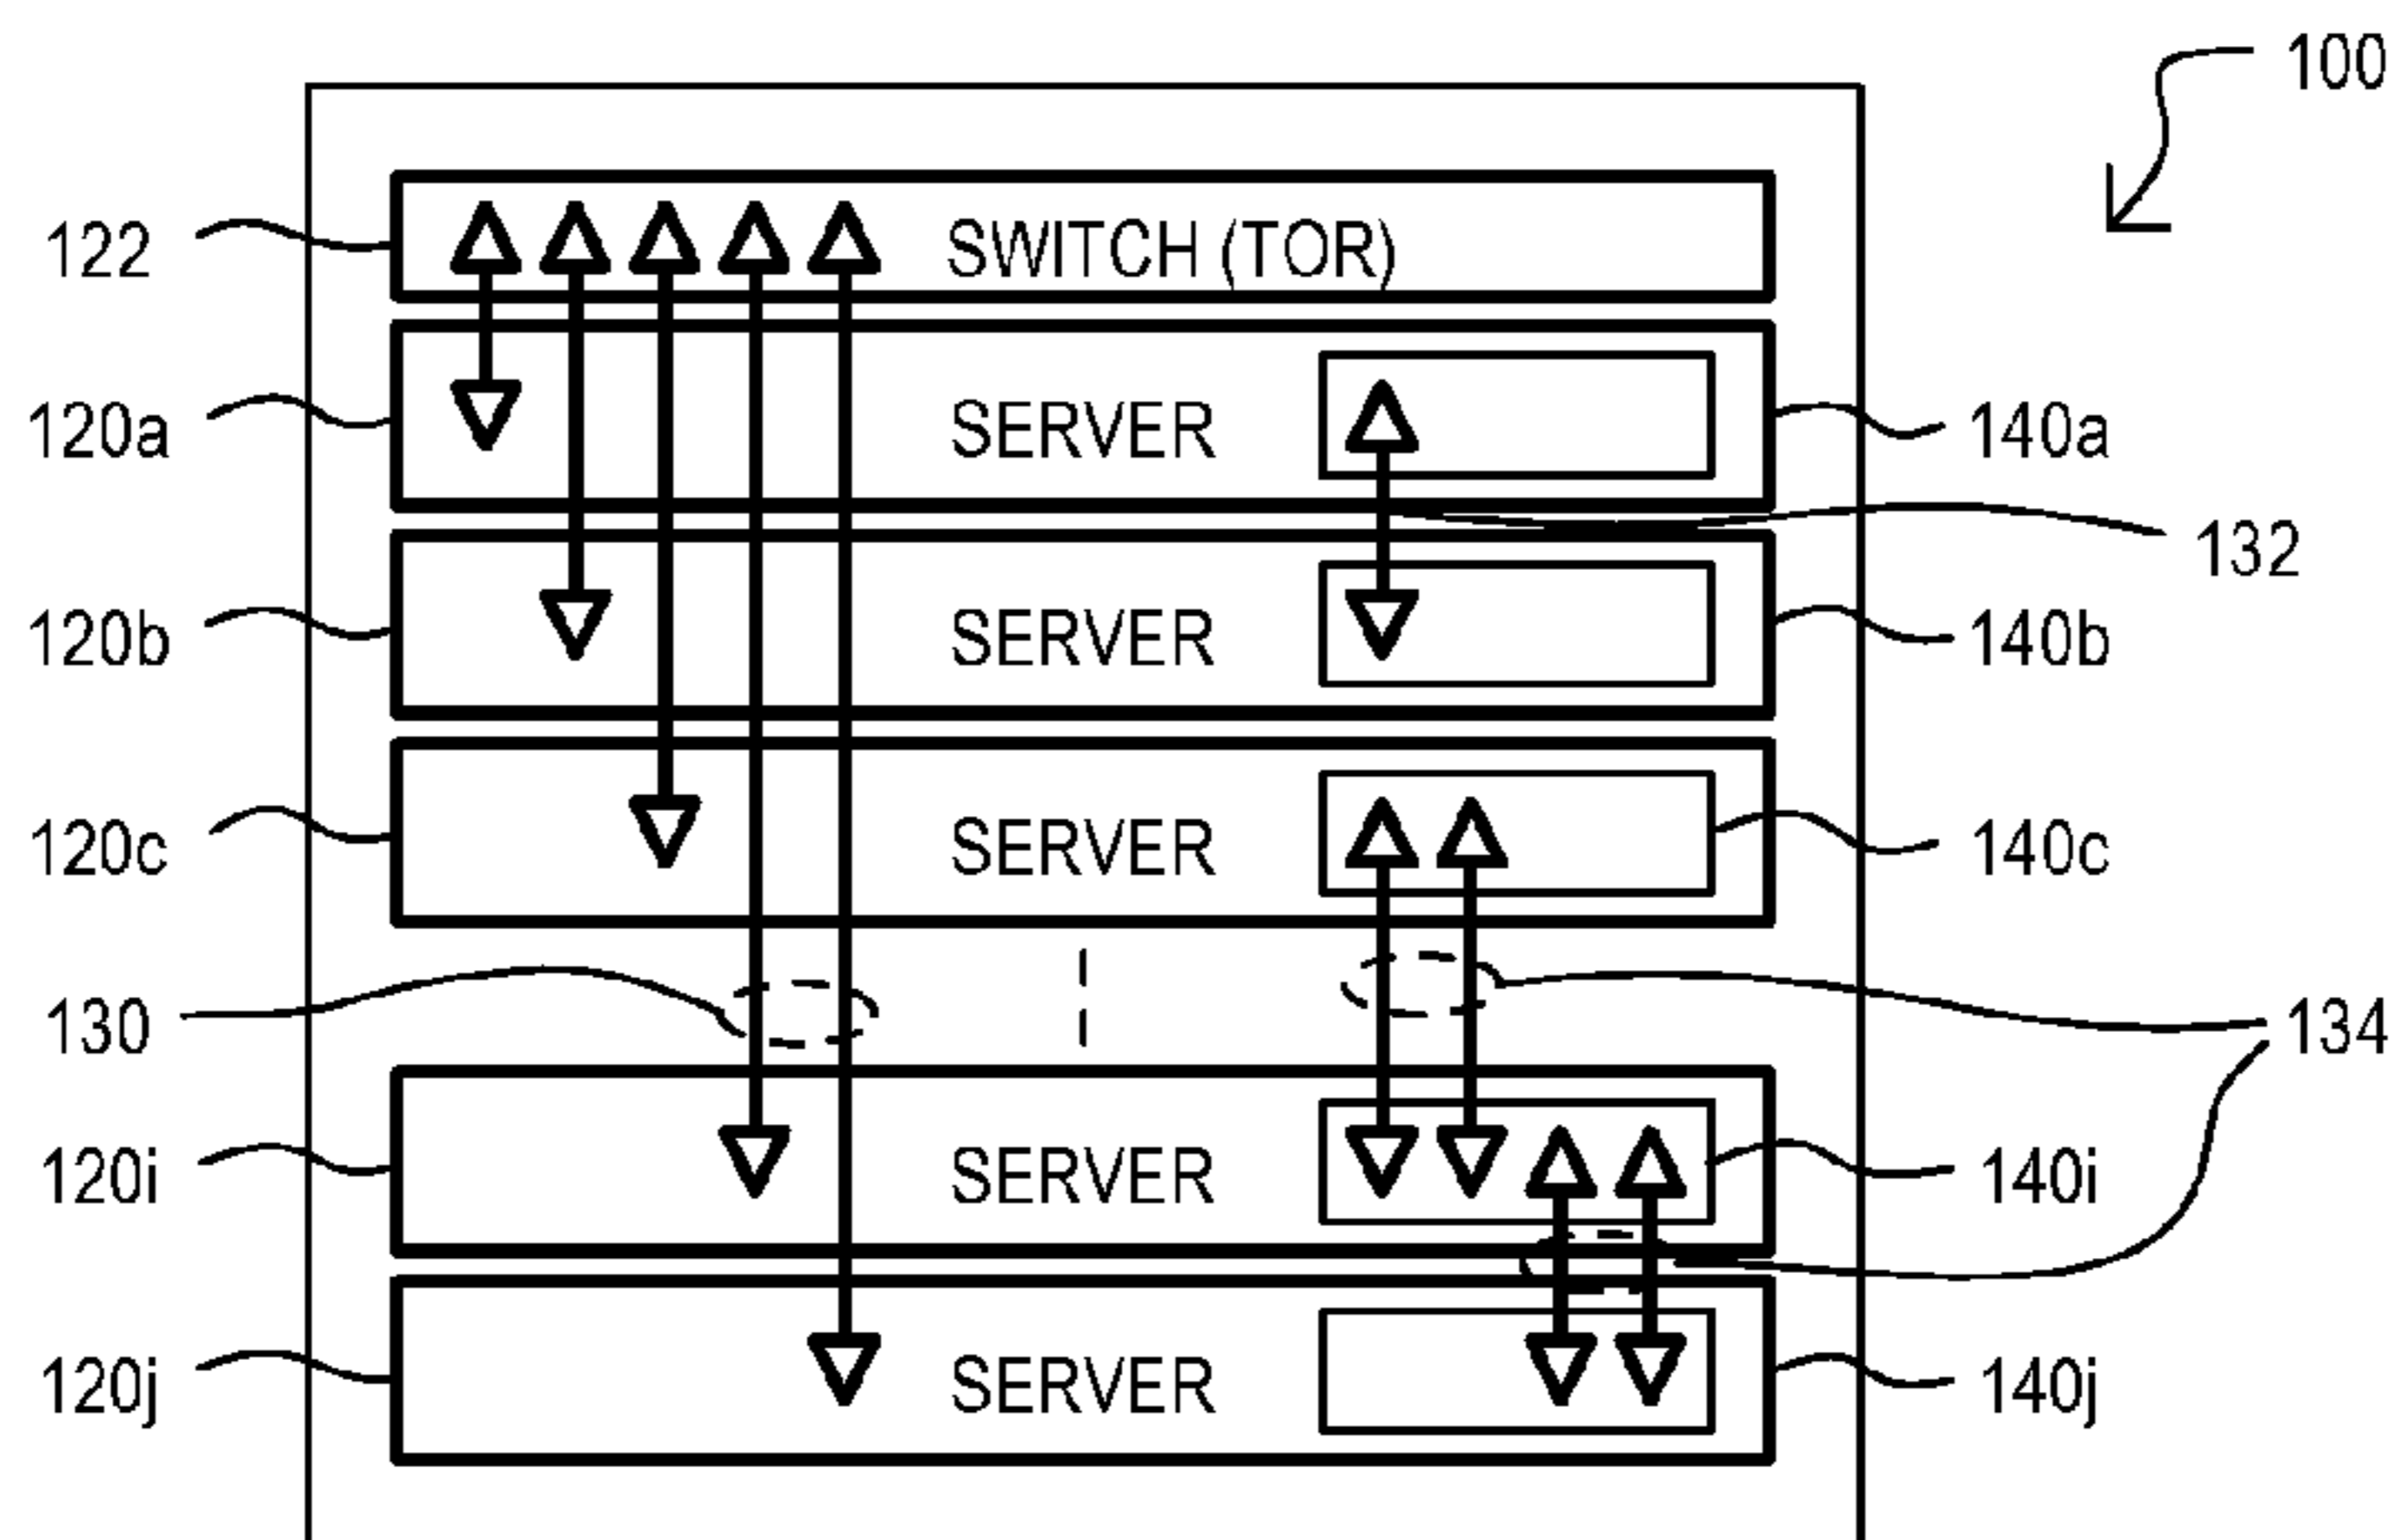 100
122 SWITCH (TOR)
120a SERVER 140a
132
120b SERVER 140b
120c SERVER 140c
130 134
120i SERVER 140i
120j SERVER 140j